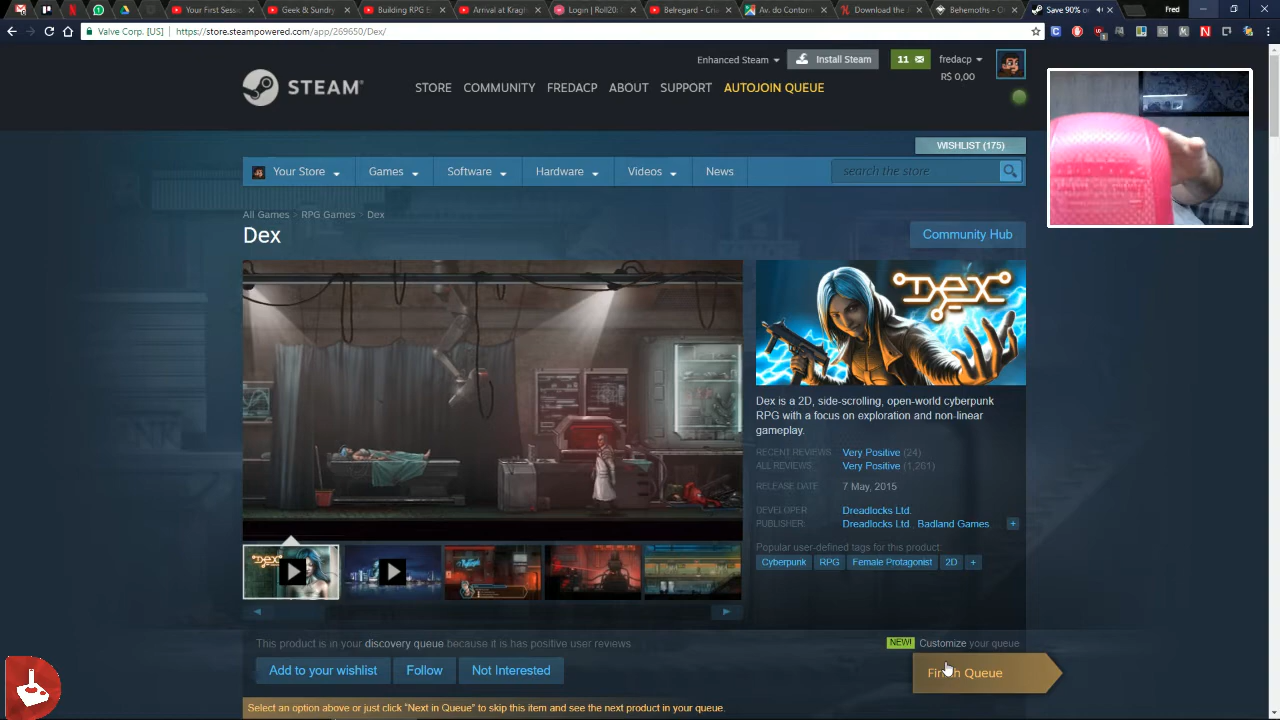 Your First Sessi
Geek & Sundry
Building RPG E
Arrival at Kragh
Login | Roll20
Belregard - Cria
Av. do Contorn
Download the
Behemoths - O
Save 90% o
Fred
Valve Corp. [US]
https://store.steampowered.com/app/269650/Dex/
Enhanced Steam
Install Steam
11
fredacp
R$ 0,00
STEAM
STORE COMMUNITY FREDACP ABOUT SUPPORT AUTOJOIN QUEUE
WISHLIST (175)
Your Store Games Software Hardware Videos News
search the store
All Games > RPG Games > Dex
Dex
Community Hub
DEX
Dex is a 2D, side-scrolling, open-world cyberpunk
RPG with a focus on exploration and non-linear
gameplay.
RECENT REVIEWS: Very Positive (24)
ALL REVIEWS: Very Positive (1,261)
RELEASE DATE: 7 May, 2015
DEVELOPER: Dreadlocks Ltd.
PUBLISHER: Dreadlocks Ltd., Badland Games +
Popular user-defined tags for this product:
Cyberpunk RPG Female Protagonist 2D +
DEX
This product is in your discovery queue because it has positive user reviews
NEW! Customize your queue
Add to your wishlist Follow Not Interested
Finish Queue
Select an option above or just click "Next in Queue" to skip this item and see the next product in your queue.